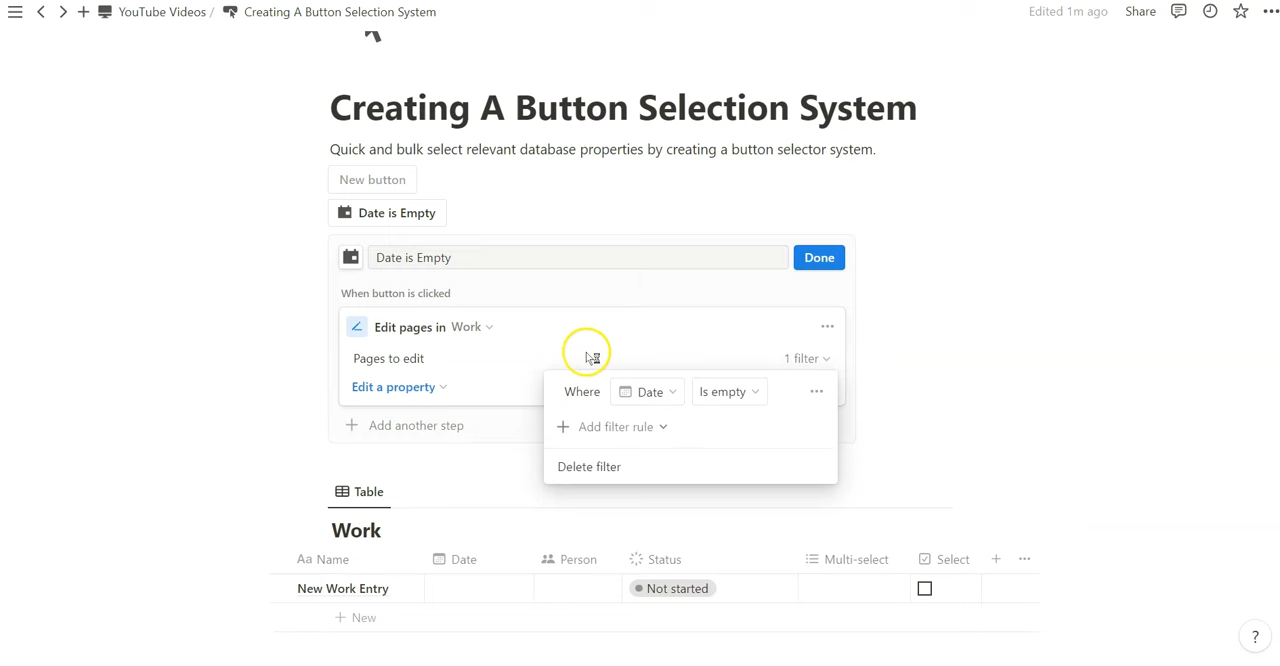 YouTube Videos / Creating A Button Selection System
Edited 1m ago Share
Creating A Button Selection System
Quick and bulk select relevant database properties by creating a button selector system.
New button
Date is Empty
Date is Empty Done
When button is clicked
Edit pages in Work
Pages to edit 1 filter
Edit a property
Where Date Is empty
Add another step
Add filter rule
Delete filter
Table
Work
Aa Name Date Person Status Multi-select Select
New Work Entry Not started
New
?